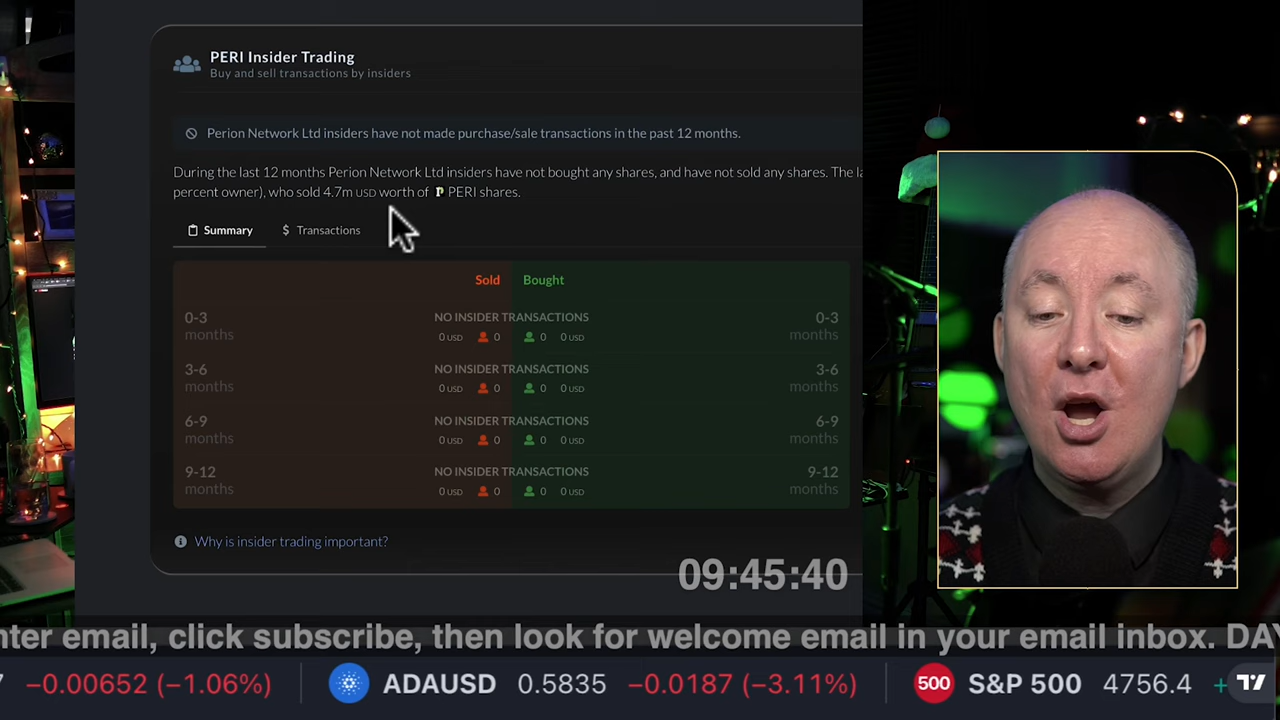 PERI Insider Trading
Buy and sell transactions by insiders
Perion Network Ltd insiders have not made purchase/sale transactions in the past 12 months.
During the last 12 months Perion Network Ltd insiders have not bought any shares, and have not sold any shares. The
percent owner), who sold 4.7m USD worth of PERI shares.
Summary $ Transactions
Sold Bought
0-3 months NO INSIDER TRANSACTIONS 0-3 months
0 USD 0 0 0 USD
3-6 months NO INSIDER TRANSACTIONS 3-6 months
0 USD 0 0 0 USD
6-9 months NO INSIDER TRANSACTIONS 6-9 months
0 USD 0 0 0 USD
9-12 months NO INSIDER TRANSACTIONS 9-12 months
0 USD 0 0 0 USD
Why is insider trading important?
09:45:40
email, click subscribe, then look for welcome email in your email inbox.
−0.00652 (−1.06%) ADAUSD 0.5835 −0.0187 (−3.11%) 500 S&P 500 4756.4 +